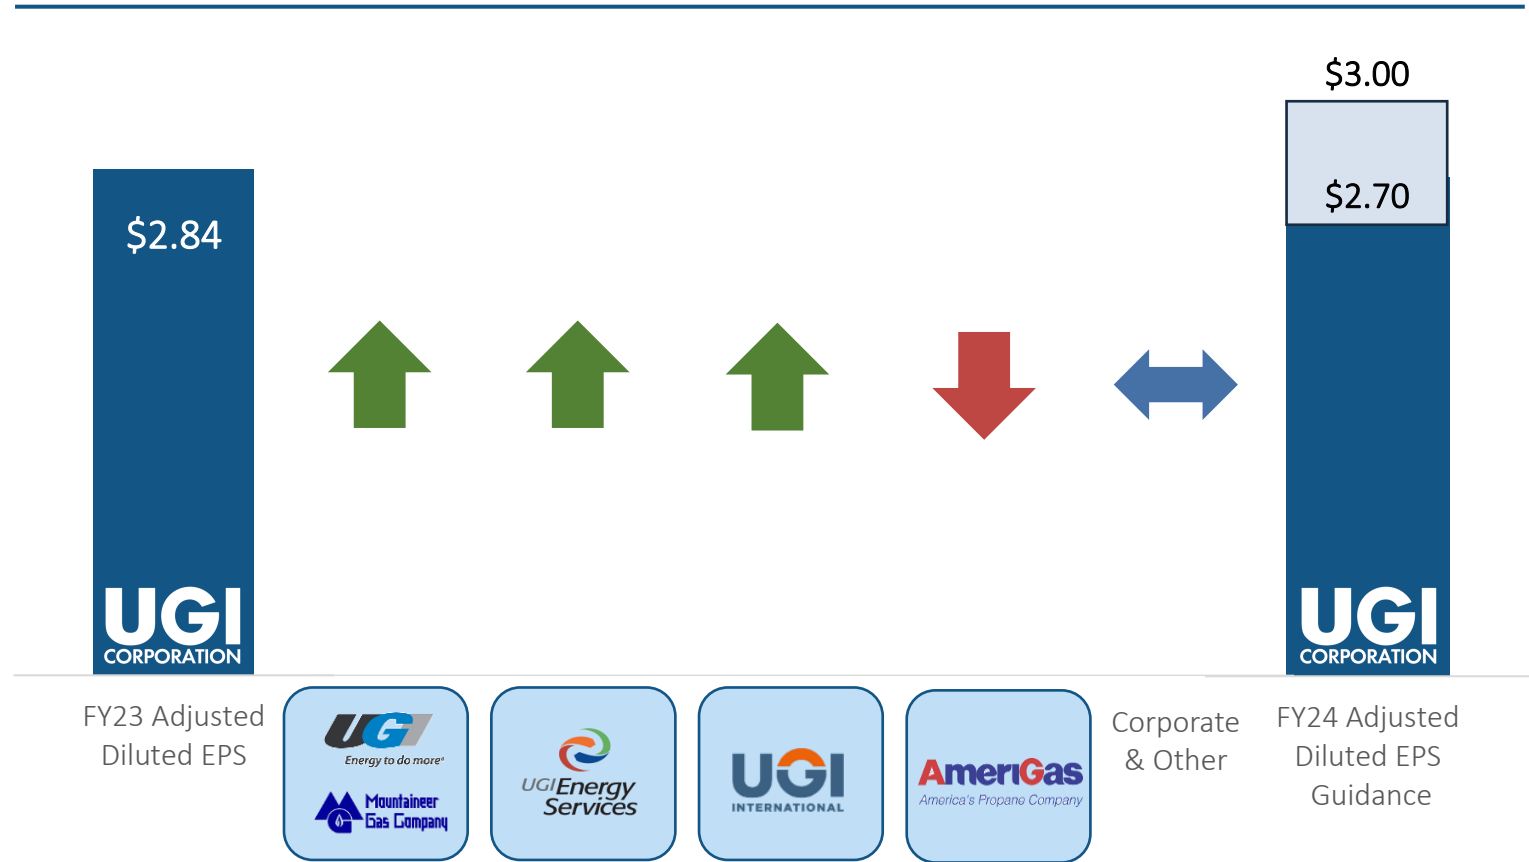 $3.00
$2.84
$2.70
UGI
CORPORATION
UGI
CORPORATION
FY23 Adjusted
Diluted EPS
UGI
Energy to do more®
Mountaineer
Gas Company
UGI Energy
Services
UGI
INTERNATIONAL
AmeriGas
America's Propane Company
Corporate
& Other
FY24 Adjusted
Diluted EPS
Guidance